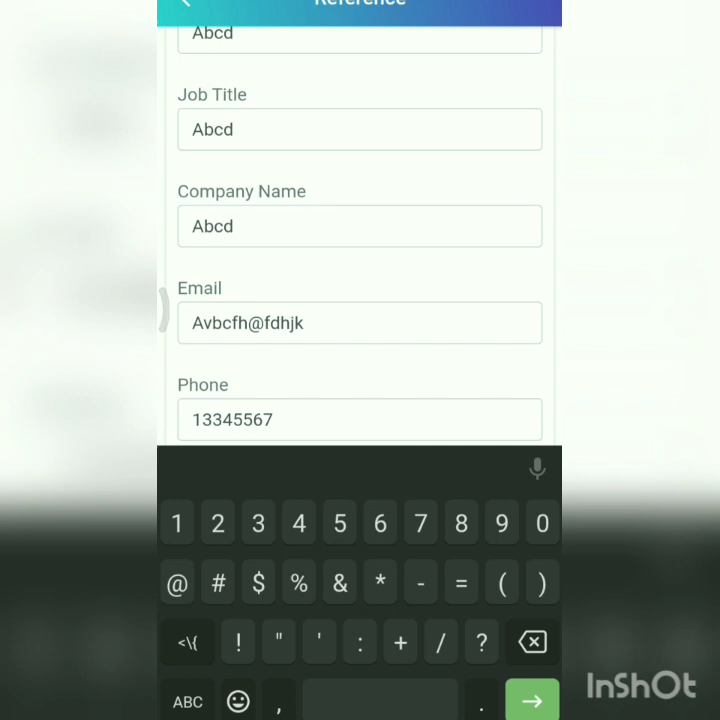 Reference
Abcd
Job Title
Abcd
Company Name
Abcd
Email
Avbcfh@fdhjk
Phone
13345567
1 2 3 4 5 6 7 8 9 0
@ # $ % & * - = ( )
<\{ ! " ' : + / ?
ABC , .
InShOt